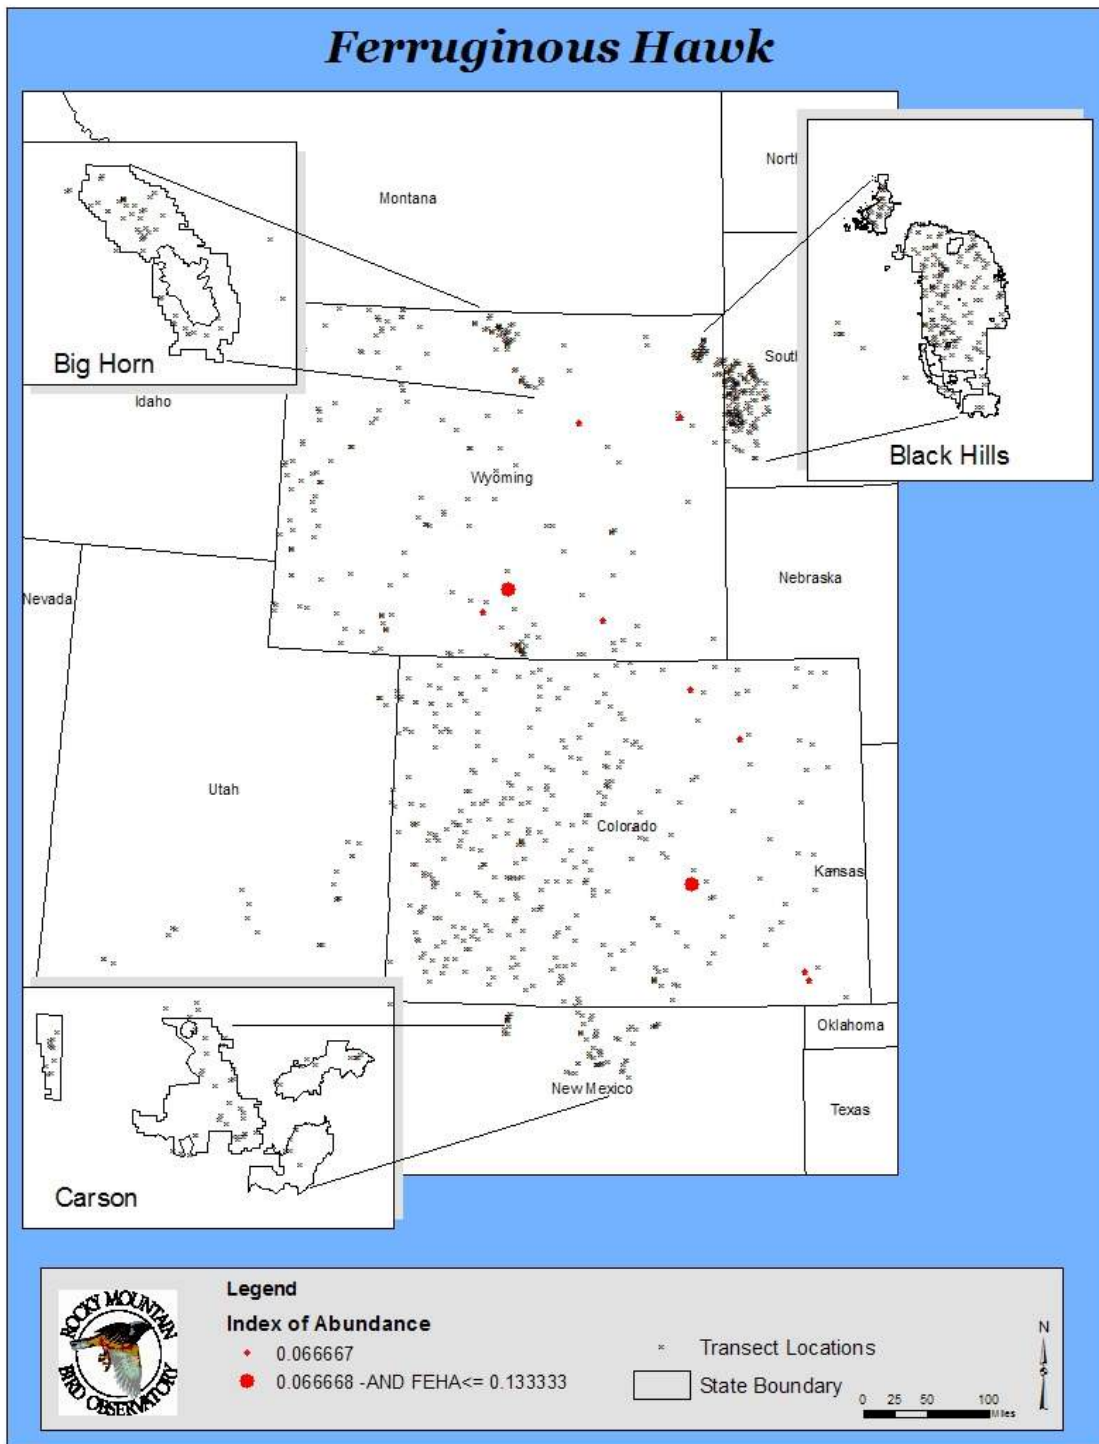 Ferruginous Hawk
Montana
North
Big Horn
South
Idaho
Black Hills
Wyoming
Nebraska
Nevada
Utah
Colorado
Kansas
Oklahoma
New Mexico
Texas
Carson
Legend
Index of Abundance
0.066667
0.066668 -AND FEHA<= 0.133333
Transect Locations
State Boundary
N
0 25 50 100
Miles
ROCKY MOUNTAIN
BIRD OBSERVATORY